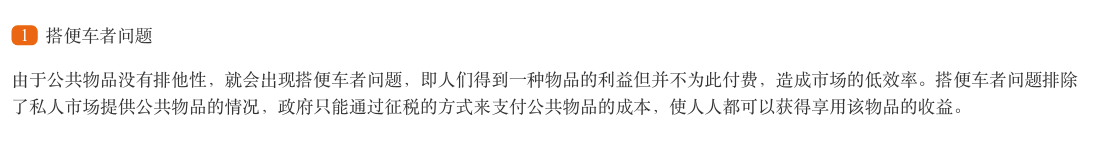 1 搭便车者问题
由于公共物品没有排他性，就会出现搭便车者问题，即人们得到一种物品的利益但并不为此付费，造成市场的低效率。搭便车者问题排除
了私人市场提供公共物品的情况，政府只能通过征税的方式来支付公共物品的成本，使人人都可以获得享用该物品的收益。